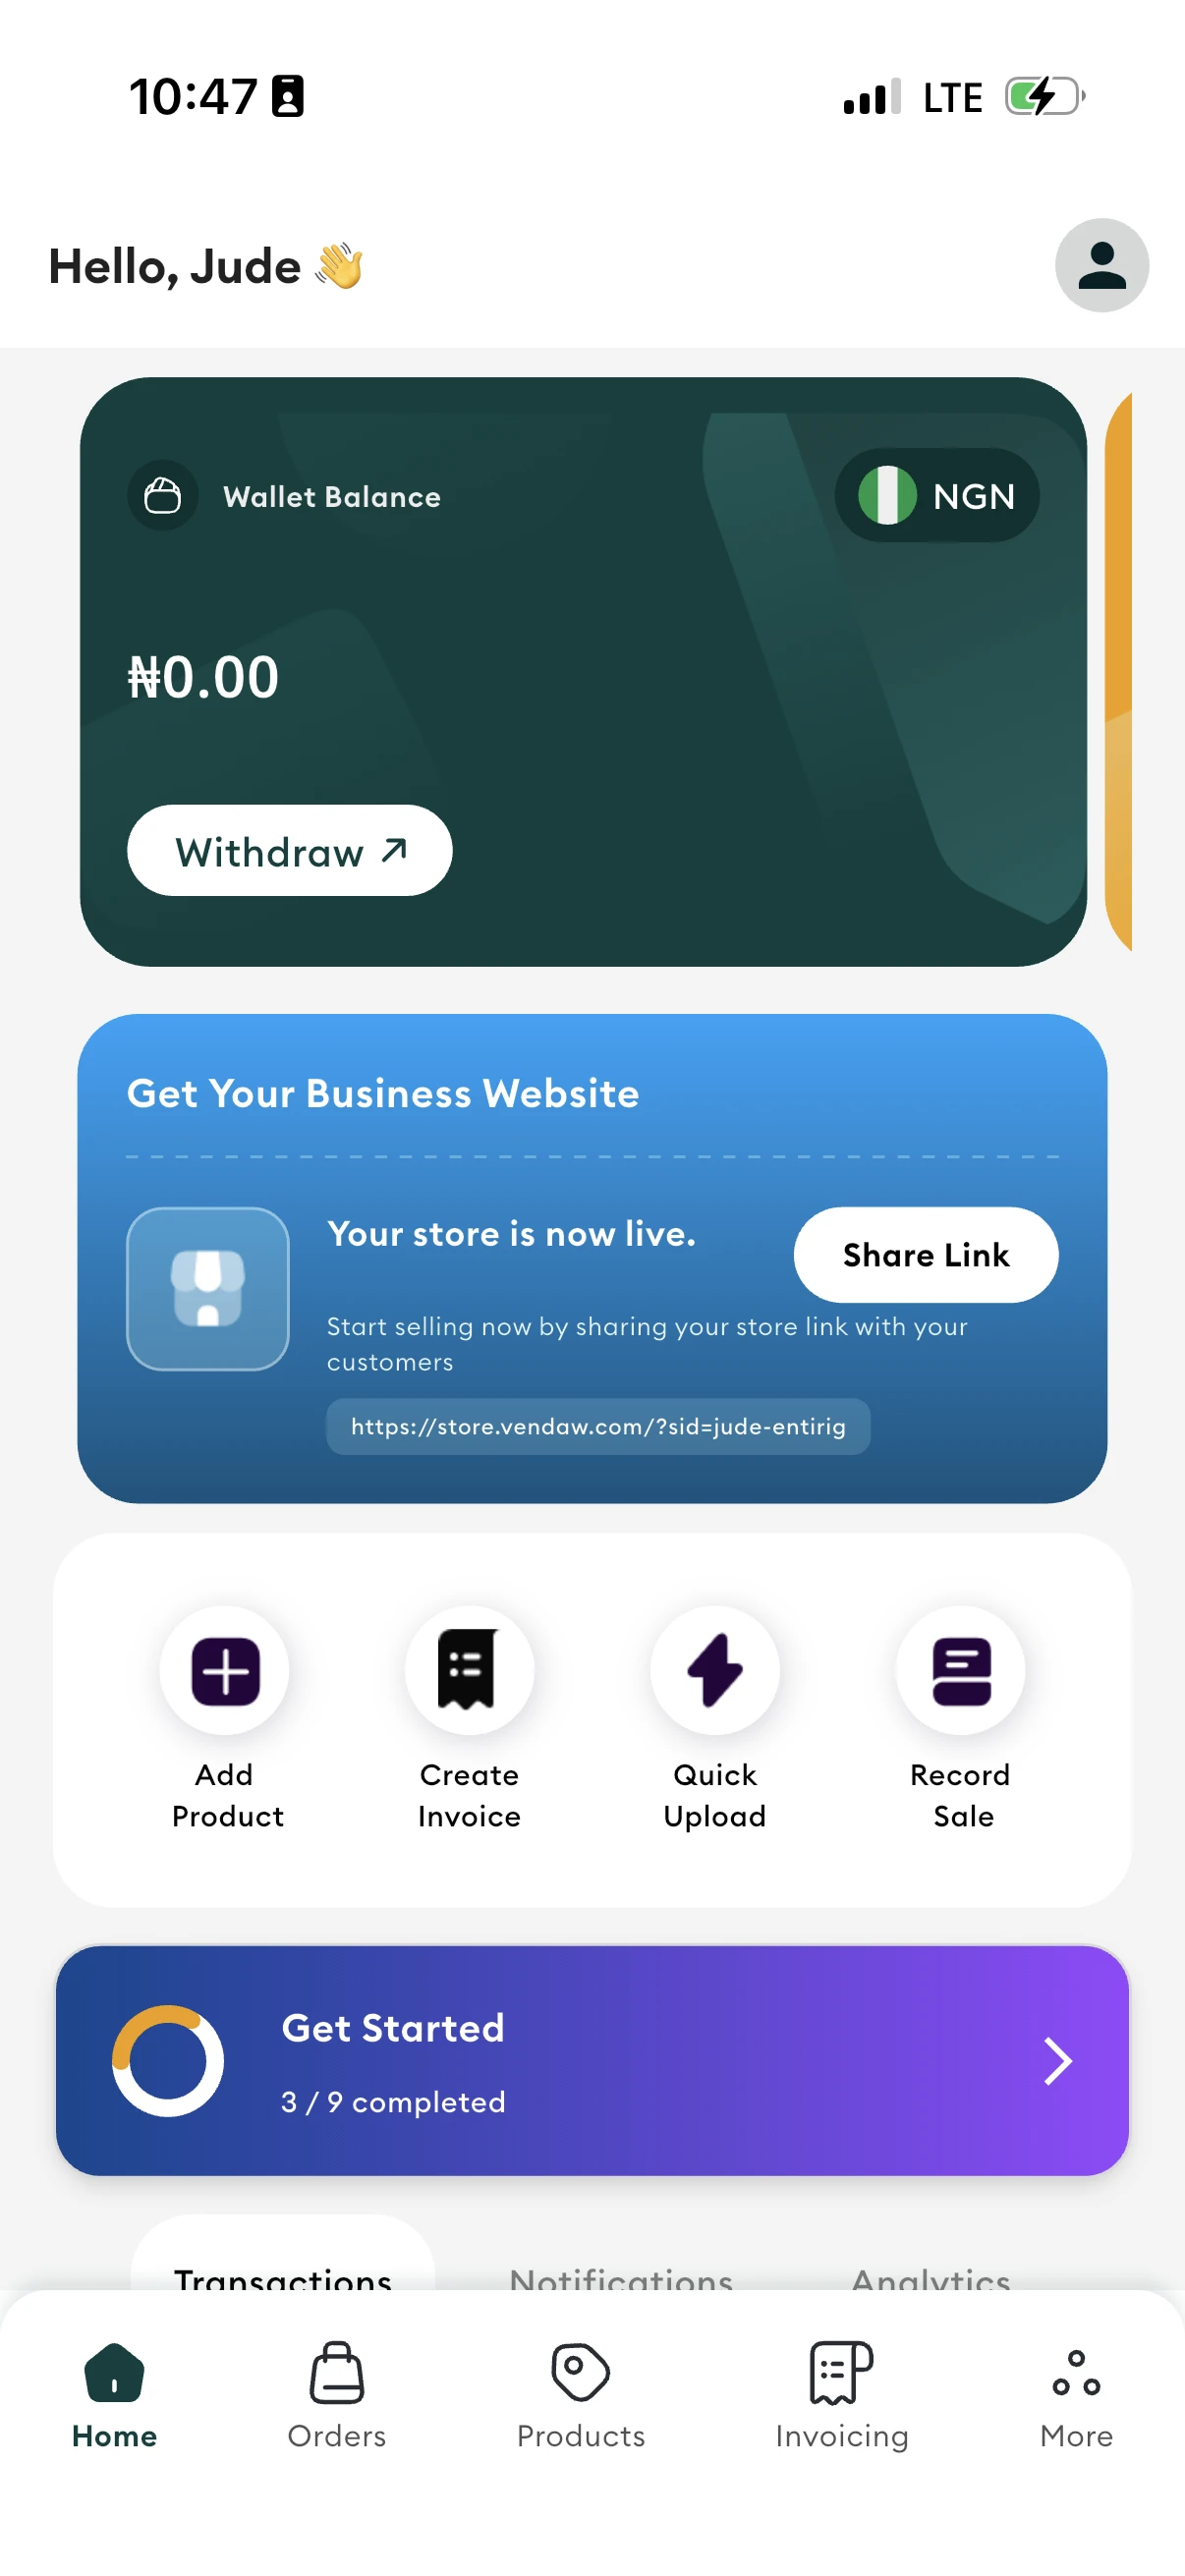 10:47
LTE
Hello, Jude 👋
Wallet Balance
NGN
₦0.00
Withdraw
Get Your Business Website
Your store is now live.
Share Link
Start selling now by sharing your store link with your
customers
https://store.vendaw.com/?sid=jude-entirig
Add
Product
Create
Invoice
Quick
Upload
Record
Sale
Get Started
3 / 9 completed
Transactions
Notifications
Analytics
Home
Orders
Products
Invoicing
More